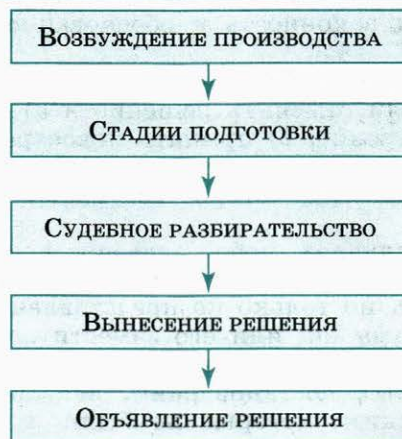 Возбуждение производства
Стадии подготовки
Судебное разбирательство
Вынесение решения
Объявление решения